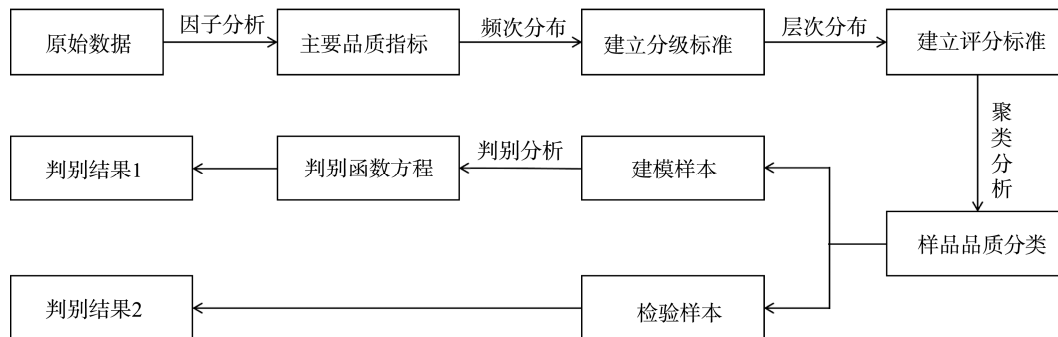 原始数据
因子分析
主要品质指标
频次分布
建立分级标准
层次分布
建立评分标准
聚类分析
样品品质分类
建模样本
判别分析
判别函数方程
判别结果1
检验样本
判别结果2